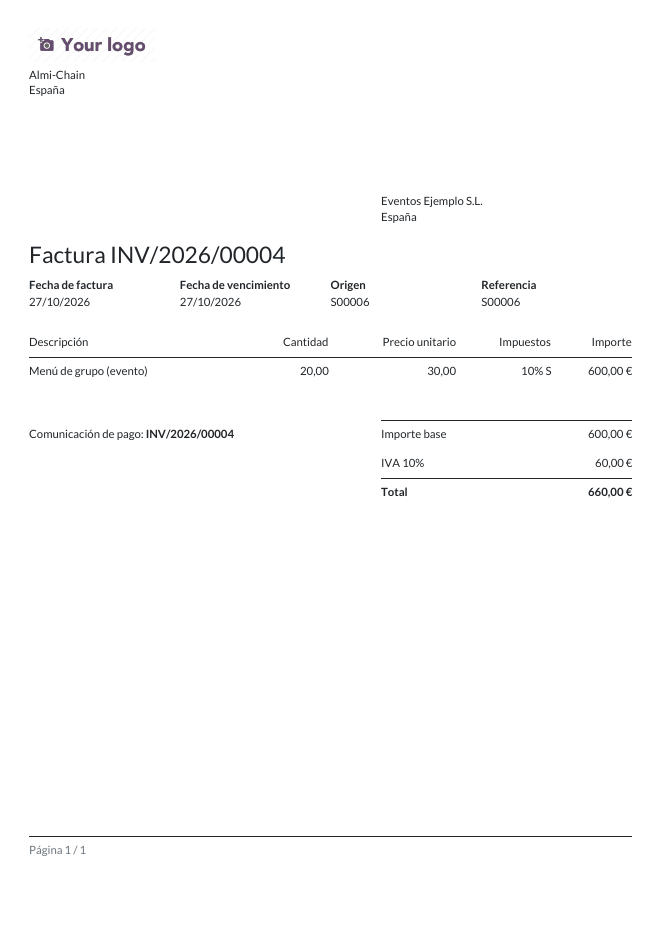 Your logo
Almi-Chain
España
Eventos Ejemplo S.L.
España
Factura INV/2026/00004
Fecha de factura Fecha de vencimiento Origen Referencia
27/10/2026 27/10/2026 S00006 S00006
Descripción Cantidad Precio unitario Impuestos Importe
Menú de grupo (evento) 20,00 30,00 10% S 600,00 €
Comunicación de pago: INV/2026/00004 Importe base 600,00 €
IVA 10% 60,00 €
Total 660,00 €
Página 1 / 1